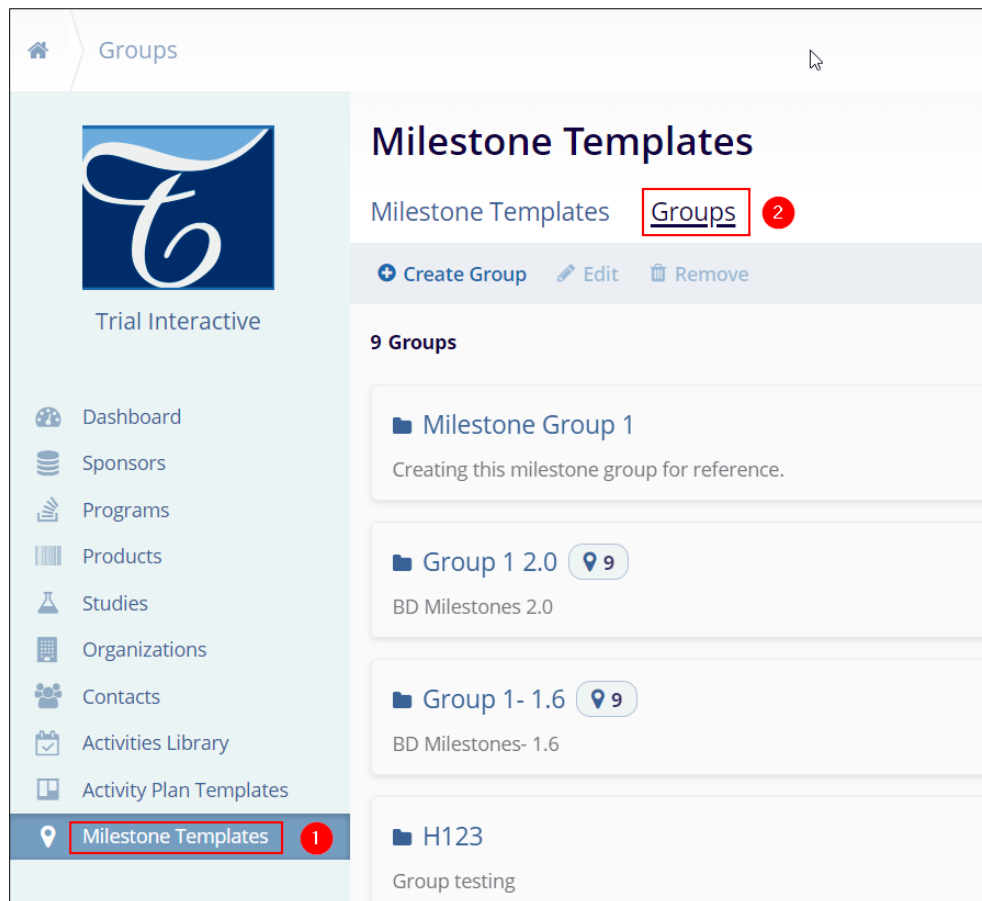 Groups
Trial Interactive
Dashboard
Sponsors
Programs
Products
Studies
Organizations
Contacts
Activities Library
Activity Plan Templates
Milestone Templates 1
Milestone Templates
Milestone Templates Groups 2
Create Group Edit Remove
9 Groups
Milestone Group 1
Creating this milestone group for reference.
Group 1 2.0 9
BD Milestones 2.0
Group 1- 1.6 9
BD Milestones- 1.6
H123
Group testing